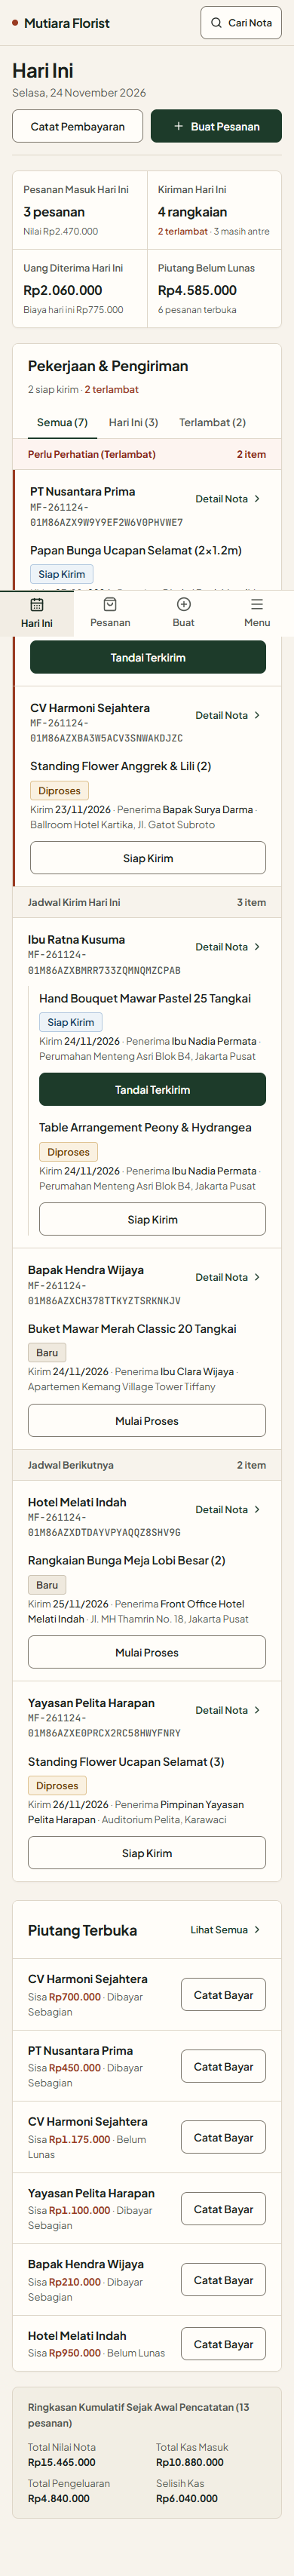 Mutiara Florist
Cari Nota
Hari Ini
Selasa, 24 November 2026
Catat Pembayaran
Buat Pesanan
Pesanan Masuk Hari Ini
3 pesanan
Nilai Rp2.470.000
Kiriman Hari Ini
4 rangkaian
2 terlambat · 3 masih antre
Uang Diterima Hari Ini
Rp2.060.000
Biaya hari ini Rp775.000
Piutang Belum Lunas
Rp4.585.000
6 pesanan terbuka
Pekerjaan & Pengiriman
2 siap kirim · 2 terlambat
Semua (7)
Hari Ini (3)
Terlambat (2)
Perlu Perhatian (Terlambat)
2 item
PT Nusantara Prima
Detail Nota
MF-261124-
01M86AZX9W9Y9EF2W6V0PHVWE7
Papan Bunga Ucapan Selamat (2×1.2m)
Siap Kirim
Hari Ini
Pesanan
Buat
Menu
Tandai Terkirim
CV Harmoni Sejahtera
Detail Nota
MF-261124-
01M86AZXBA3W5ACV3SNWAKDJZC
Standing Flower Anggrek & Lili (2)
Diproses
Kirim 23/11/2026 · Penerima Bapak Surya Darma ·
Ballroom Hotel Kartika, Jl. Gatot Subroto
Siap Kirim
Jadwal Kirim Hari Ini
3 item
Ibu Ratna Kusuma
Detail Nota
MF-261124-
01M86AZXBMRR733ZQMNQMZCPAB
Hand Bouquet Mawar Pastel 25 Tangkai
Siap Kirim
Kirim 24/11/2026 · Penerima Ibu Nadia Permata ·
Perumahan Menteng Asri Blok B4, Jakarta Pusat
Tandai Terkirim
Table Arrangement Peony & Hydrangea
Diproses
Kirim 24/11/2026 · Penerima Ibu Nadia Permata ·
Perumahan Menteng Asri Blok B4, Jakarta Pusat
Siap Kirim
Bapak Hendra Wijaya
Detail Nota
MF-261124-
01M86AZXCH378TTKYZTSRKNKJV
Buket Mawar Merah Classic 20 Tangkai
Baru
Kirim 24/11/2026 · Penerima Ibu Clara Wijaya ·
Apartemen Kemang Village Tower Tiffany
Mulai Proses
Jadwal Berikutnya
2 item
Hotel Melati Indah
Detail Nota
MF-261124-
01M86AZXDTDAYVPYAQQZ8SHV9G
Rangkaian Bunga Meja Lobi Besar (2)
Baru
Kirim 25/11/2026 · Penerima Front Office Hotel
Melati Indah · Jl. MH Thamrin No. 18, Jakarta Pusat
Mulai Proses
Yayasan Pelita Harapan
Detail Nota
MF-261124-
01M86AZXE0PRCX2RC58HWYFNRY
Standing Flower Ucapan Selamat (3)
Diproses
Kirim 26/11/2026 · Penerima Pimpinan Yayasan
Pelita Harapan · Auditorium Pelita, Karawaci
Siap Kirim
Piutang Terbuka
Lihat Semua
CV Harmoni Sejahtera
Sisa Rp700.000 · Dibayar
Sebagian
Catat Bayar
PT Nusantara Prima
Sisa Rp450.000 · Dibayar
Sebagian
Catat Bayar
CV Harmoni Sejahtera
Sisa Rp1.175.000 · Belum
Lunas
Catat Bayar
Yayasan Pelita Harapan
Sisa Rp1.100.000 · Dibayar
Sebagian
Catat Bayar
Bapak Hendra Wijaya
Sisa Rp210.000 · Dibayar
Sebagian
Catat Bayar
Hotel Melati Indah
Sisa Rp950.000 · Belum Lunas
Catat Bayar
Ringkasan Kumulatif Sejak Awal Pencatatan (13
pesanan)
Total Nilai Nota
Rp15.465.000
Total Kas Masuk
Rp10.880.000
Total Pengeluaran
Rp4.840.000
Selisih Kas
Rp6.040.000